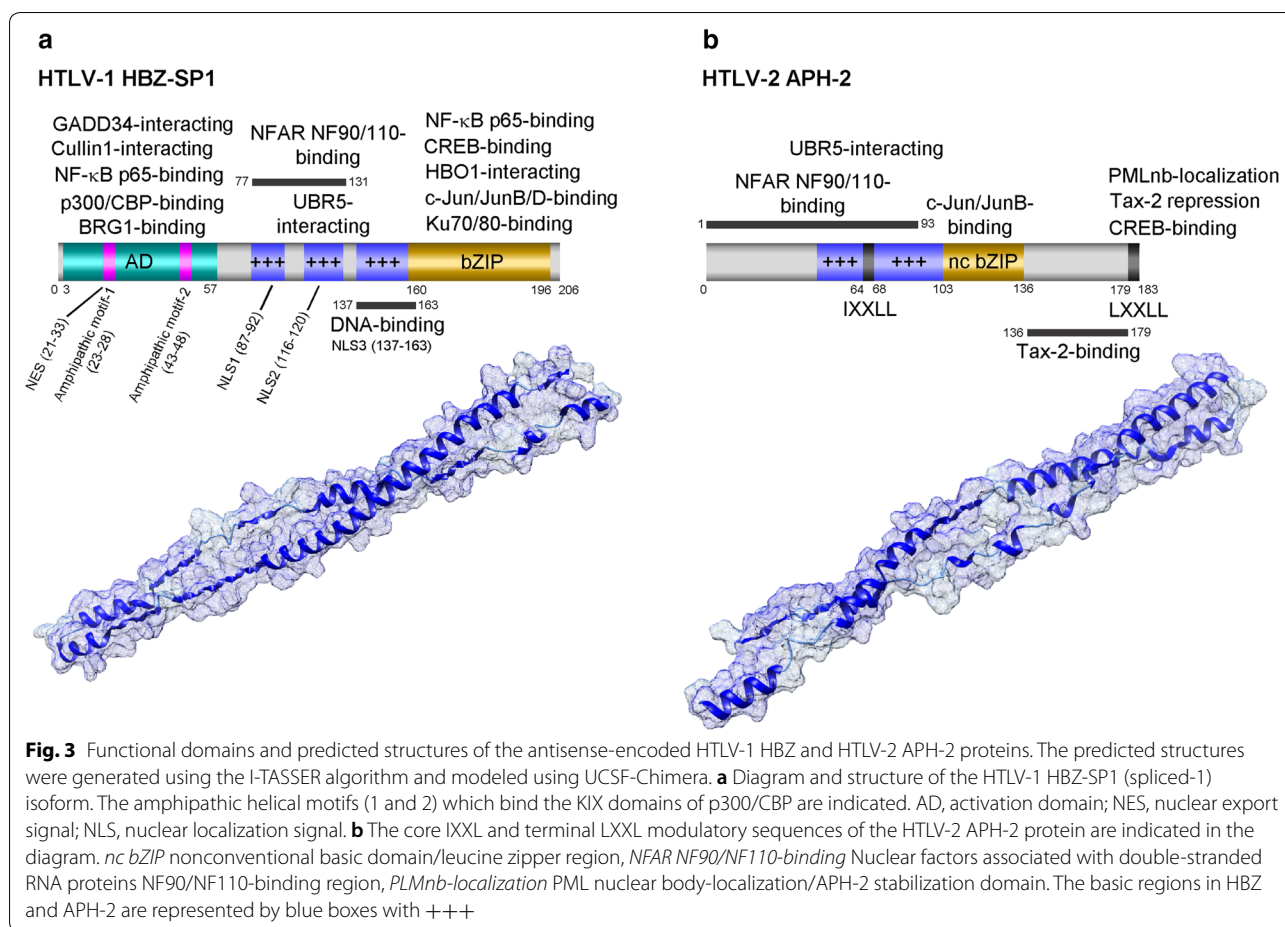 a
HTLV-1 HBZ-SP1
GADD34-interacting
Cullin1-interacting
NF-κB p65-binding
p300/CBP-binding
BRG1-binding
NFAR NF90/110-
binding
77 131
UBR5-
interacting
NF-κB p65-binding
CREB-binding
HBO1-interacting
c-Jun/JunB/D-binding
Ku70/80-binding
AD +++ +++ +++ bZIP
0 3 57 160 196 206
137 163
DNA-binding
NLS3 (137-163)
NES (21-33)
Amphipathic motif-1
(23-28)
Amphipathic motif-2
(43-48)
NLS1 (87-92)
NLS2 (116-120)
b
HTLV-2 APH-2
UBR5-interacting
NFAR NF90/110-
binding
1 93
c-Jun/JunB-
binding
PMLnb-localization
Tax-2 repression
CREB-binding
+++ +++ nc bZIP
0 64 68 103 136 179 183
IXXLL LXXLL
136 179
Tax-2-binding
Fig. 3 Functional domains and predicted structures of the antisense-encoded HTLV-1 HBZ and HTLV-2 APH-2 proteins. The predicted structures
were generated using the I-TASSER algorithm and modeled using UCSF-Chimera. a Diagram and structure of the HTLV-1 HBZ-SP1 (spliced-1)
isoform. The amphipathic helical motifs (1 and 2) which bind the KIX domains of p300/CBP are indicated. AD, activation domain; NES, nuclear export
signal; NLS, nuclear localization signal. b The core IXXL and terminal LXXL modulatory sequences of the HTLV-2 APH-2 protein are indicated in the
diagram. nc bZIP nonconventional basic domain/leucine zipper region, NFAR NF90/NF110-binding Nuclear factors associated with double-stranded
RNA proteins NF90/NF110-binding region, PLMnb-localization PML nuclear body-localization/APH-2 stabilization domain. The basic regions in HBZ
and APH-2 are represented by blue boxes with +++